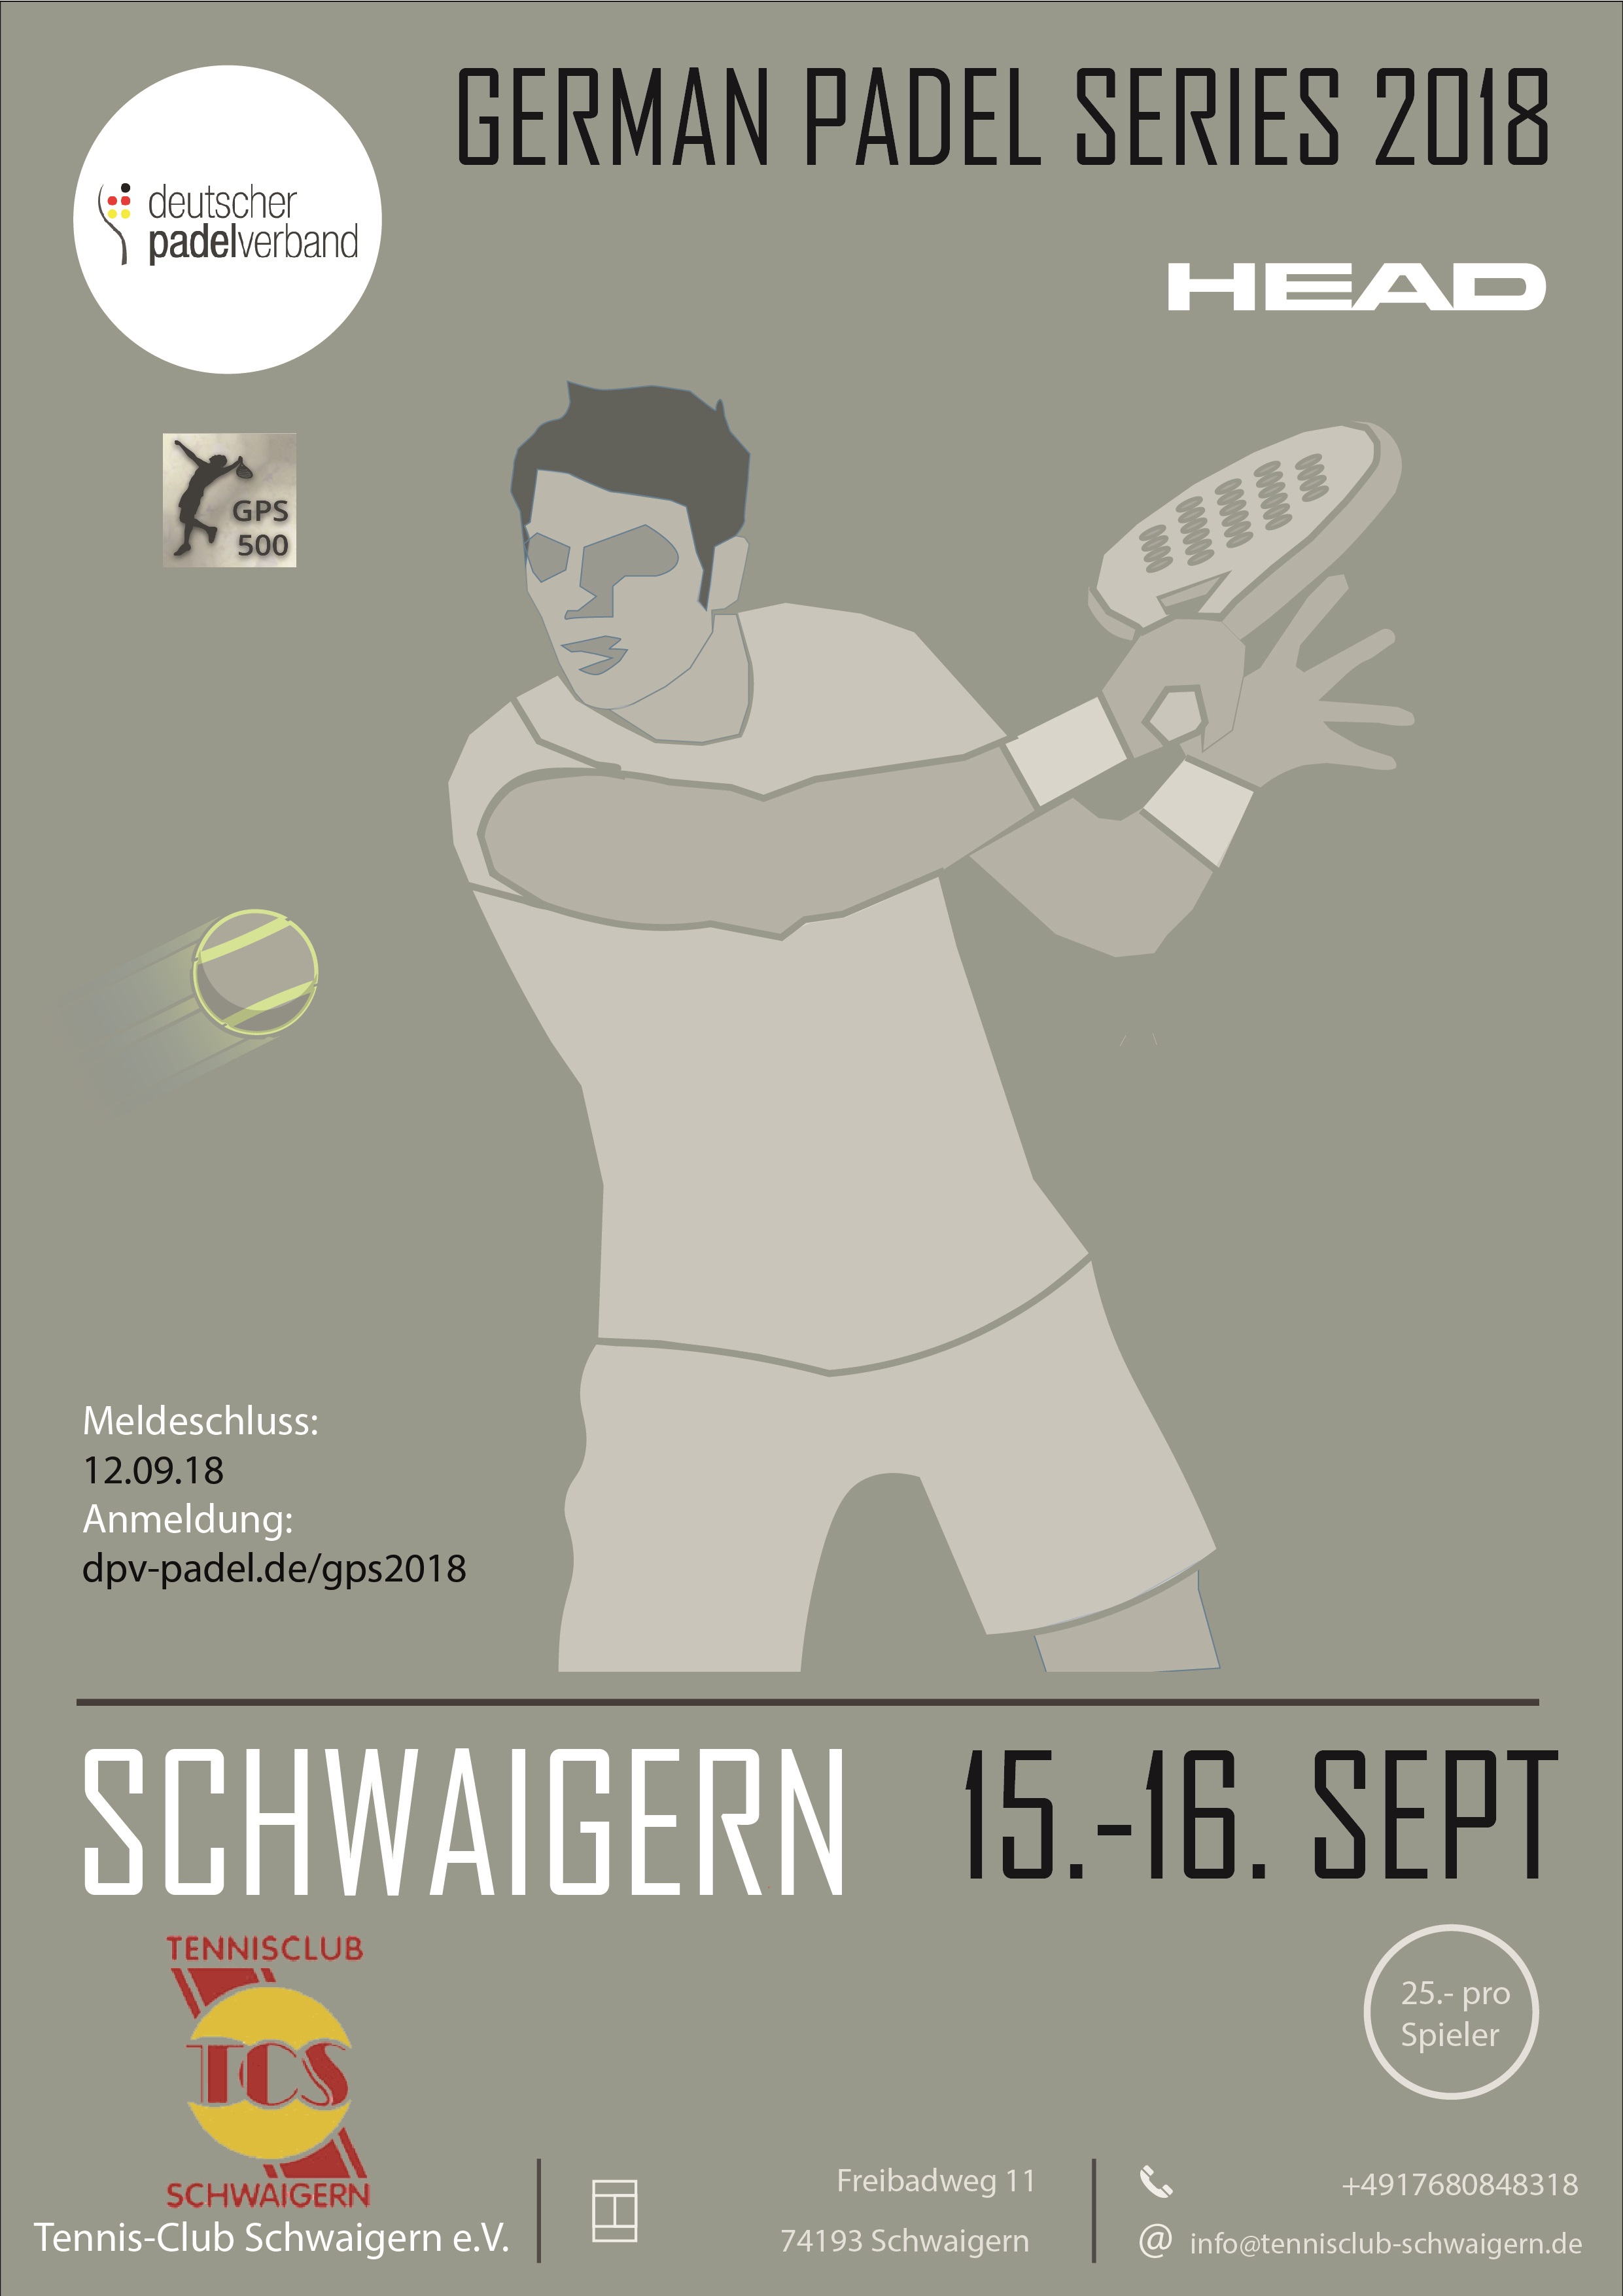 GERMAN PADEL SERIES 2018
deutscher
padelverband
HEAD
GPS
500
Meldeschluss:
12.09.18
Anmeldung:
dpv-padel.de/gps2018
SCHWAIGERN
15.-16. SEPT
TENNISCLUB
TCS
SCHWAIGERN
Tennis-Club Schwaigern e.V.
25.- pro
Spieler
Freibadweg 11
74193 Schwaigern
+4917680848318
@ info@tennisclub-schwaigern.de